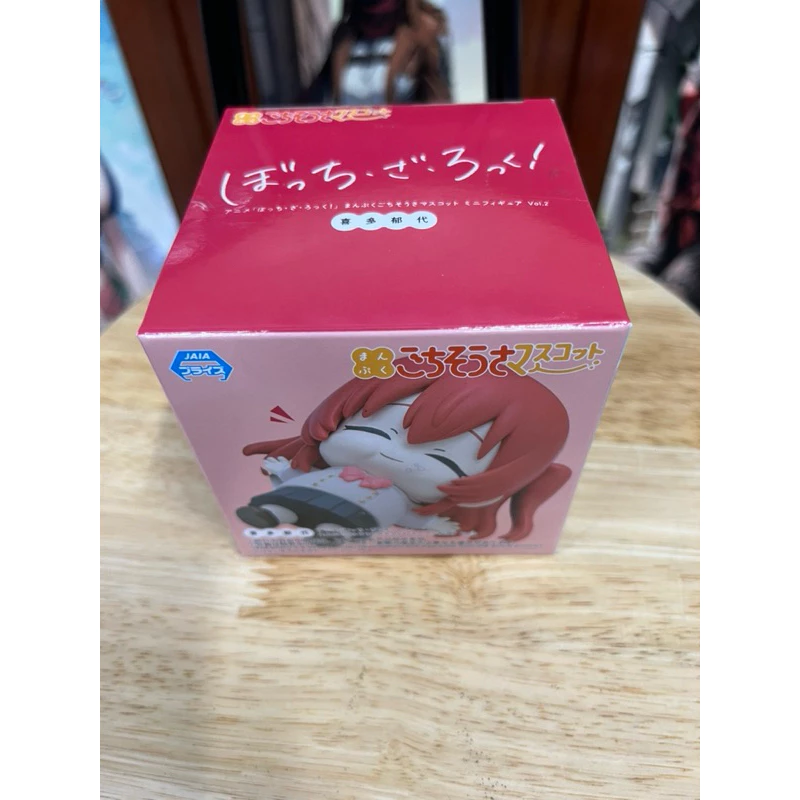 まんぷく ごちそうさマスコット
ぼっち・ざ・ろっく!
アニメ「ぼっち・ざ・ろっく!」 まんぷくごちそうさマスコット ミニフィギュア Vol.2
喜多郁代
JAIA
プライズ
まんぷく ごちそうさマスコット
喜多郁代